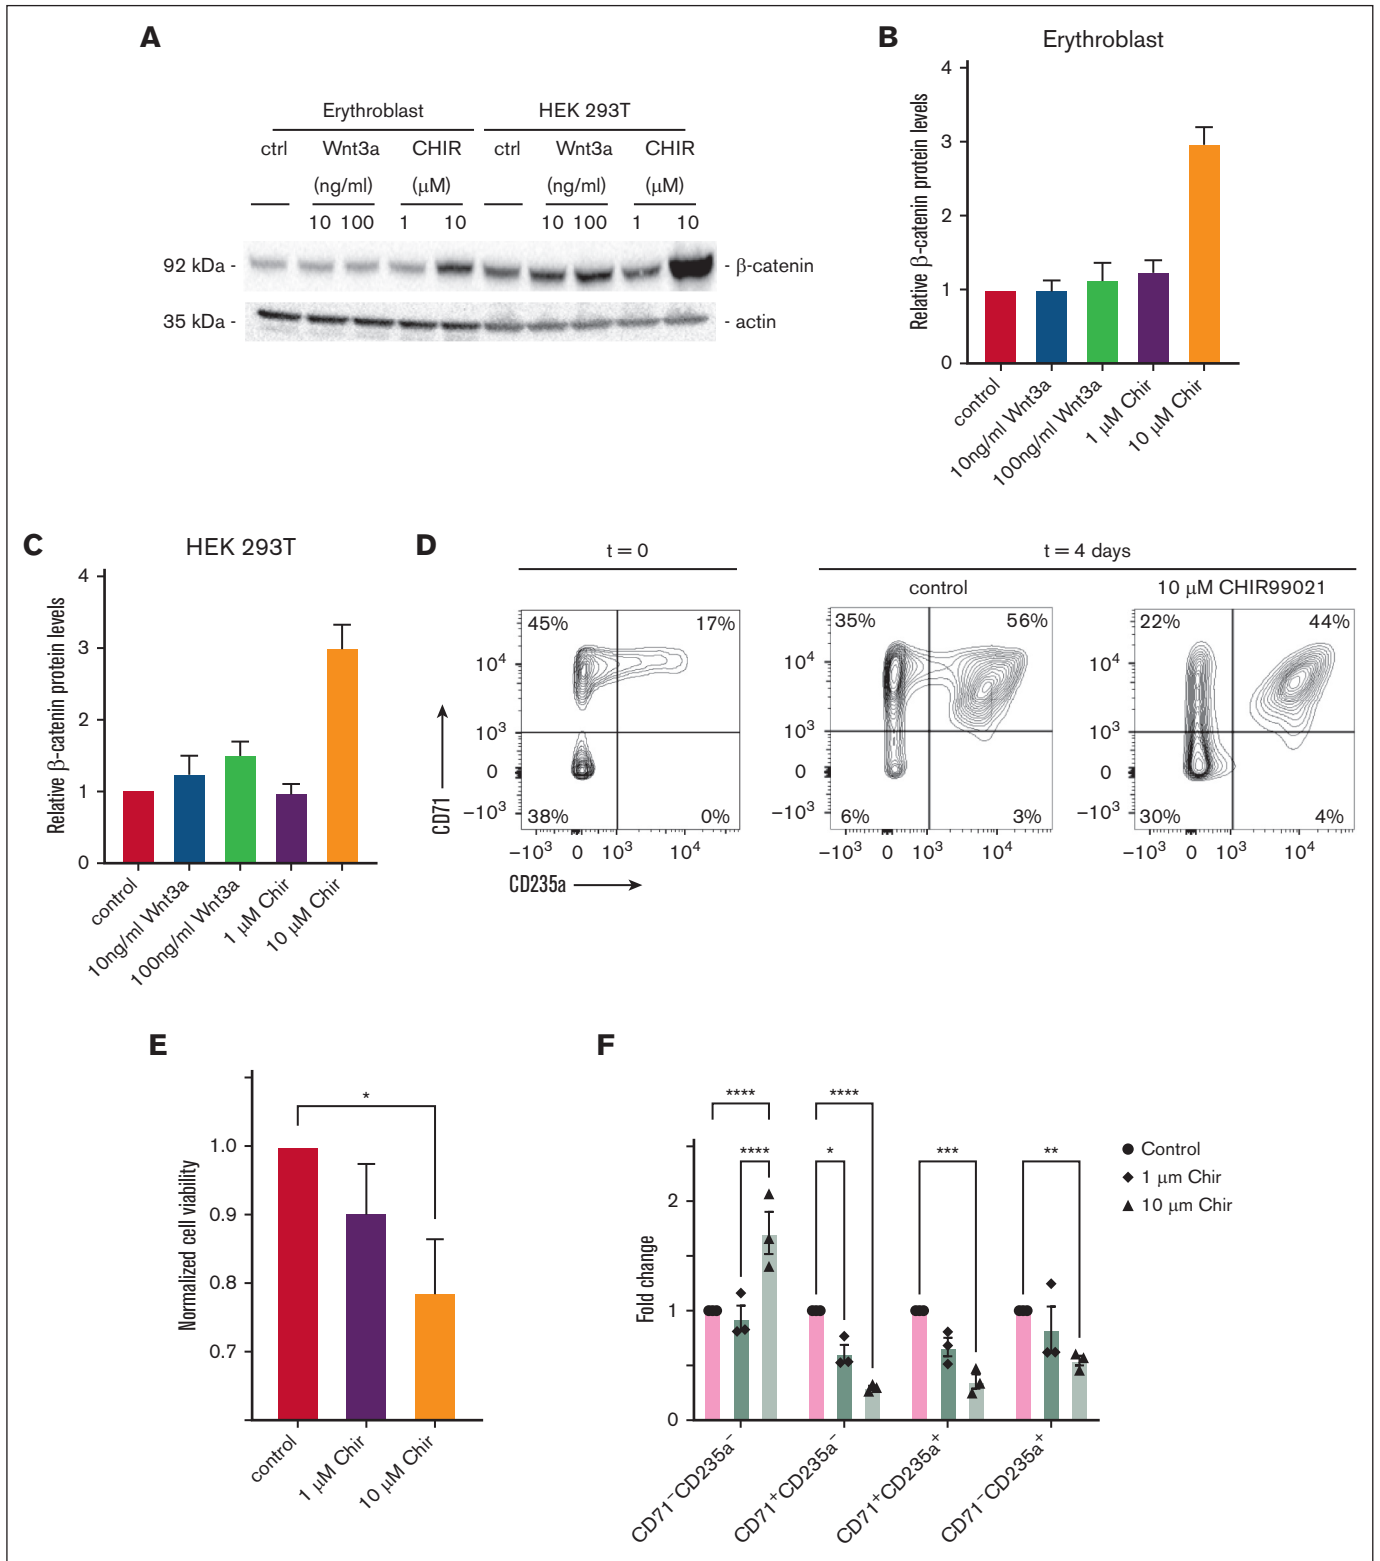 A
Erythroblast HEK 293T
ctrl Wnt3a CHIR ctrl Wnt3a CHIR
(ng/ml) (μM) (ng/ml) (μM)
10 100 1 10 10 100 1 10
92 kDa - - β-catenin
35 kDa - - actin
B
Erythroblast
Relative β-catenin protein levels
4
3
2
1
0
control
10ng/ml Wnt3a
100ng/ml Wnt3a
1 μM Chir
10 μM Chir
C
HEK 293T
Relative β-catenin protein levels
4
3
2
1
0
control
10ng/ml Wnt3a
100ng/ml Wnt3a
1 μM Chir
10 μM Chir
D
t = 0 t = 4 days
control 10 μM CHIR99021
45% 17%
38% 0%
10⁴
10³
0
−10³
−10³ 0 10³ 10⁴
CD71
CD235a
35% 56%
6% 3%
10⁴
10³
0
−10³
−10³ 0 10³ 10⁴
22% 44%
30% 4%
10⁴
10³
0
−10³
−10³ 0 10³ 10⁴
E
Normalized cell viability
1.0
0.9
0.8
0.7
*
control
1 μM Chir
10 μM Chir
F
Fold change
2
1
0
**** ****
**** * *** **
CD71⁻CD235a⁻
CD71⁺CD235a⁻
CD71⁺CD235a⁺
CD71⁻CD235a⁺
Control
1 μm Chir
10 μm Chir